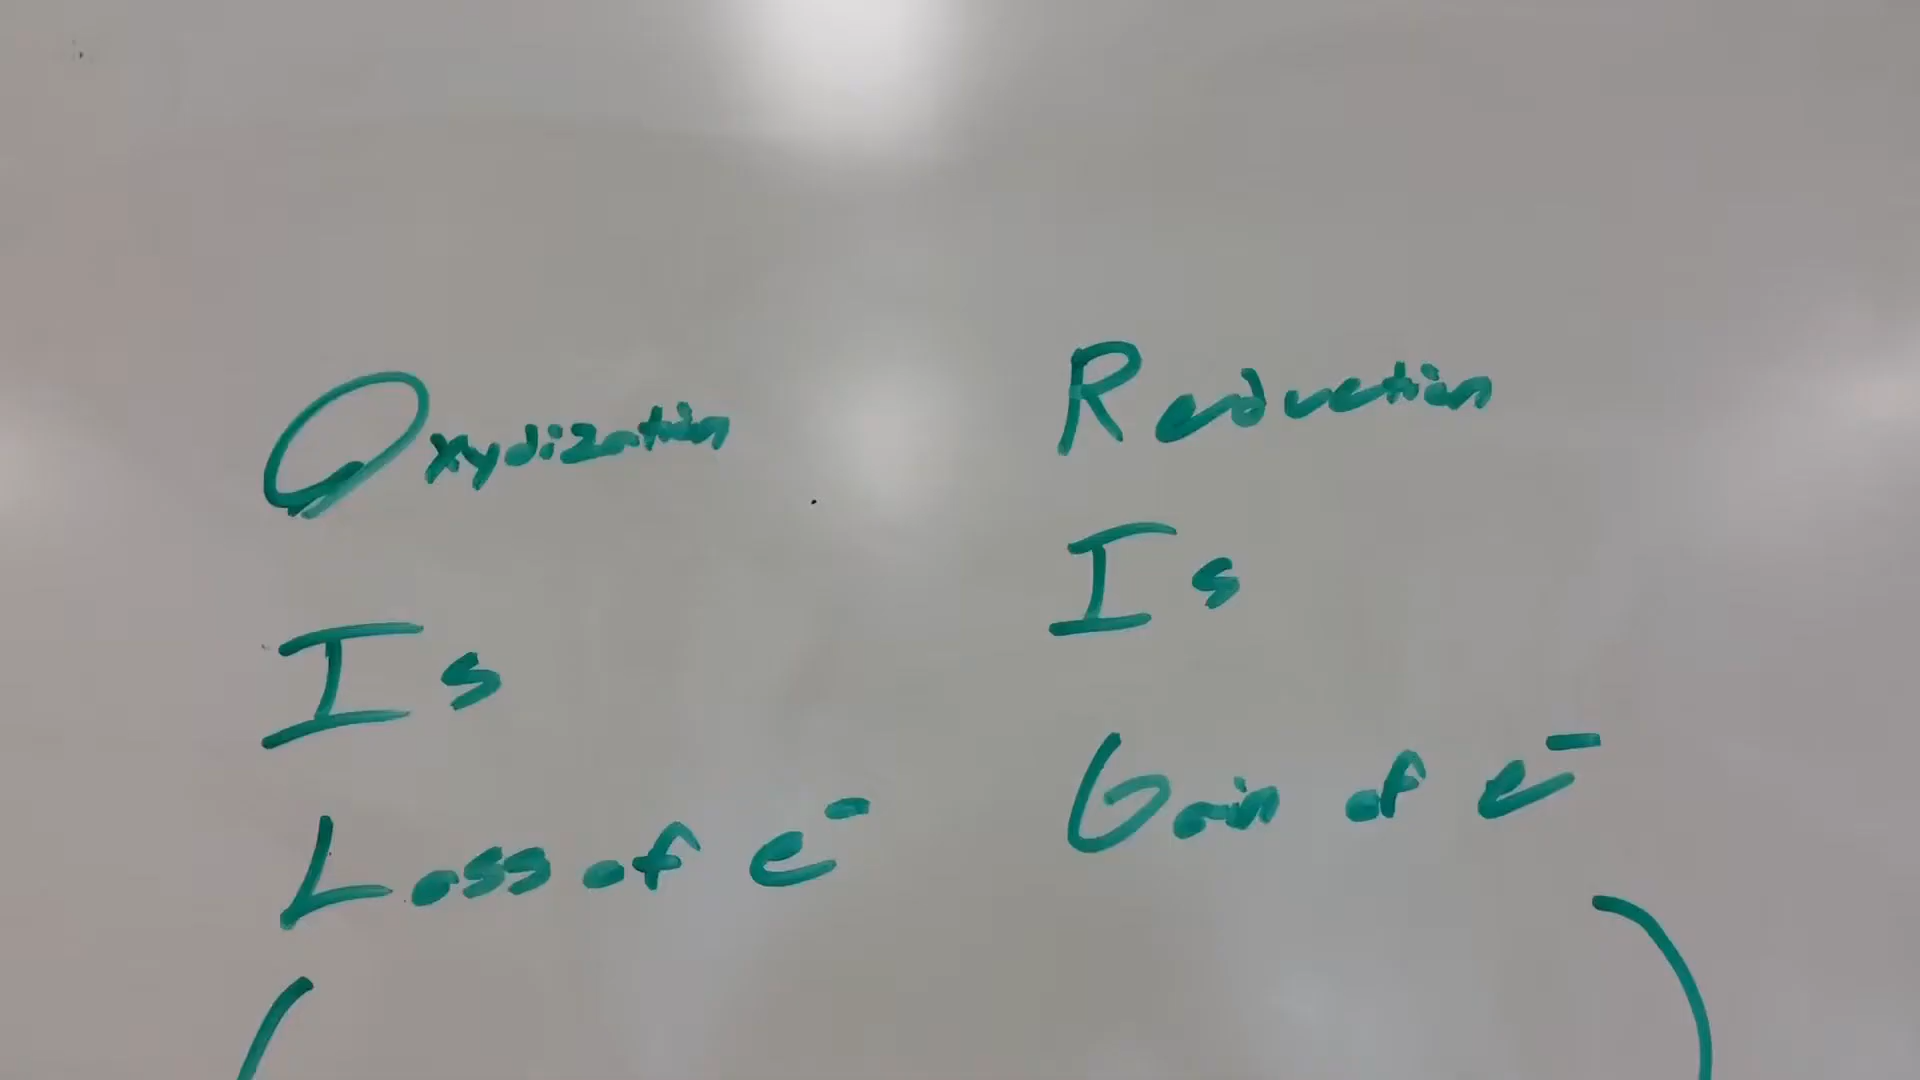 Oxydization
Is
Loss of e⁻
Reduction
Is
Gain of e⁻